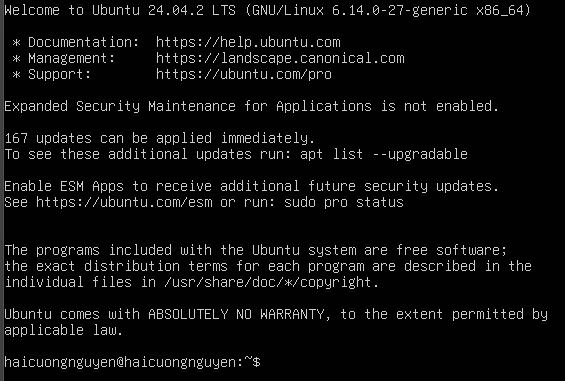 Welcome to Ubuntu 24.04.2 LTS (GNU/Linux 6.14.0-27-generic x86_64)
* Documentation: https://help.ubuntu.com
* Management: https://landscape.canonical.com
* Support: https://ubuntu.com/pro
Expanded Security Maintenance for Applications is not enabled.
167 updates can be applied immediately.
To see these additional updates run: apt list --upgradable
Enable ESM Apps to receive additional future security updates.
See https://ubuntu.com/esm or run: sudo pro status
The programs included with the Ubuntu system are free software;
the exact distribution terms for each program are described in the
individual files in /usr/share/doc/*/copyright.
Ubuntu comes with ABSOLUTELY NO WARRANTY, to the extent permitted by
applicable law.
haicuongnguyen@haicuongnguyen:~$